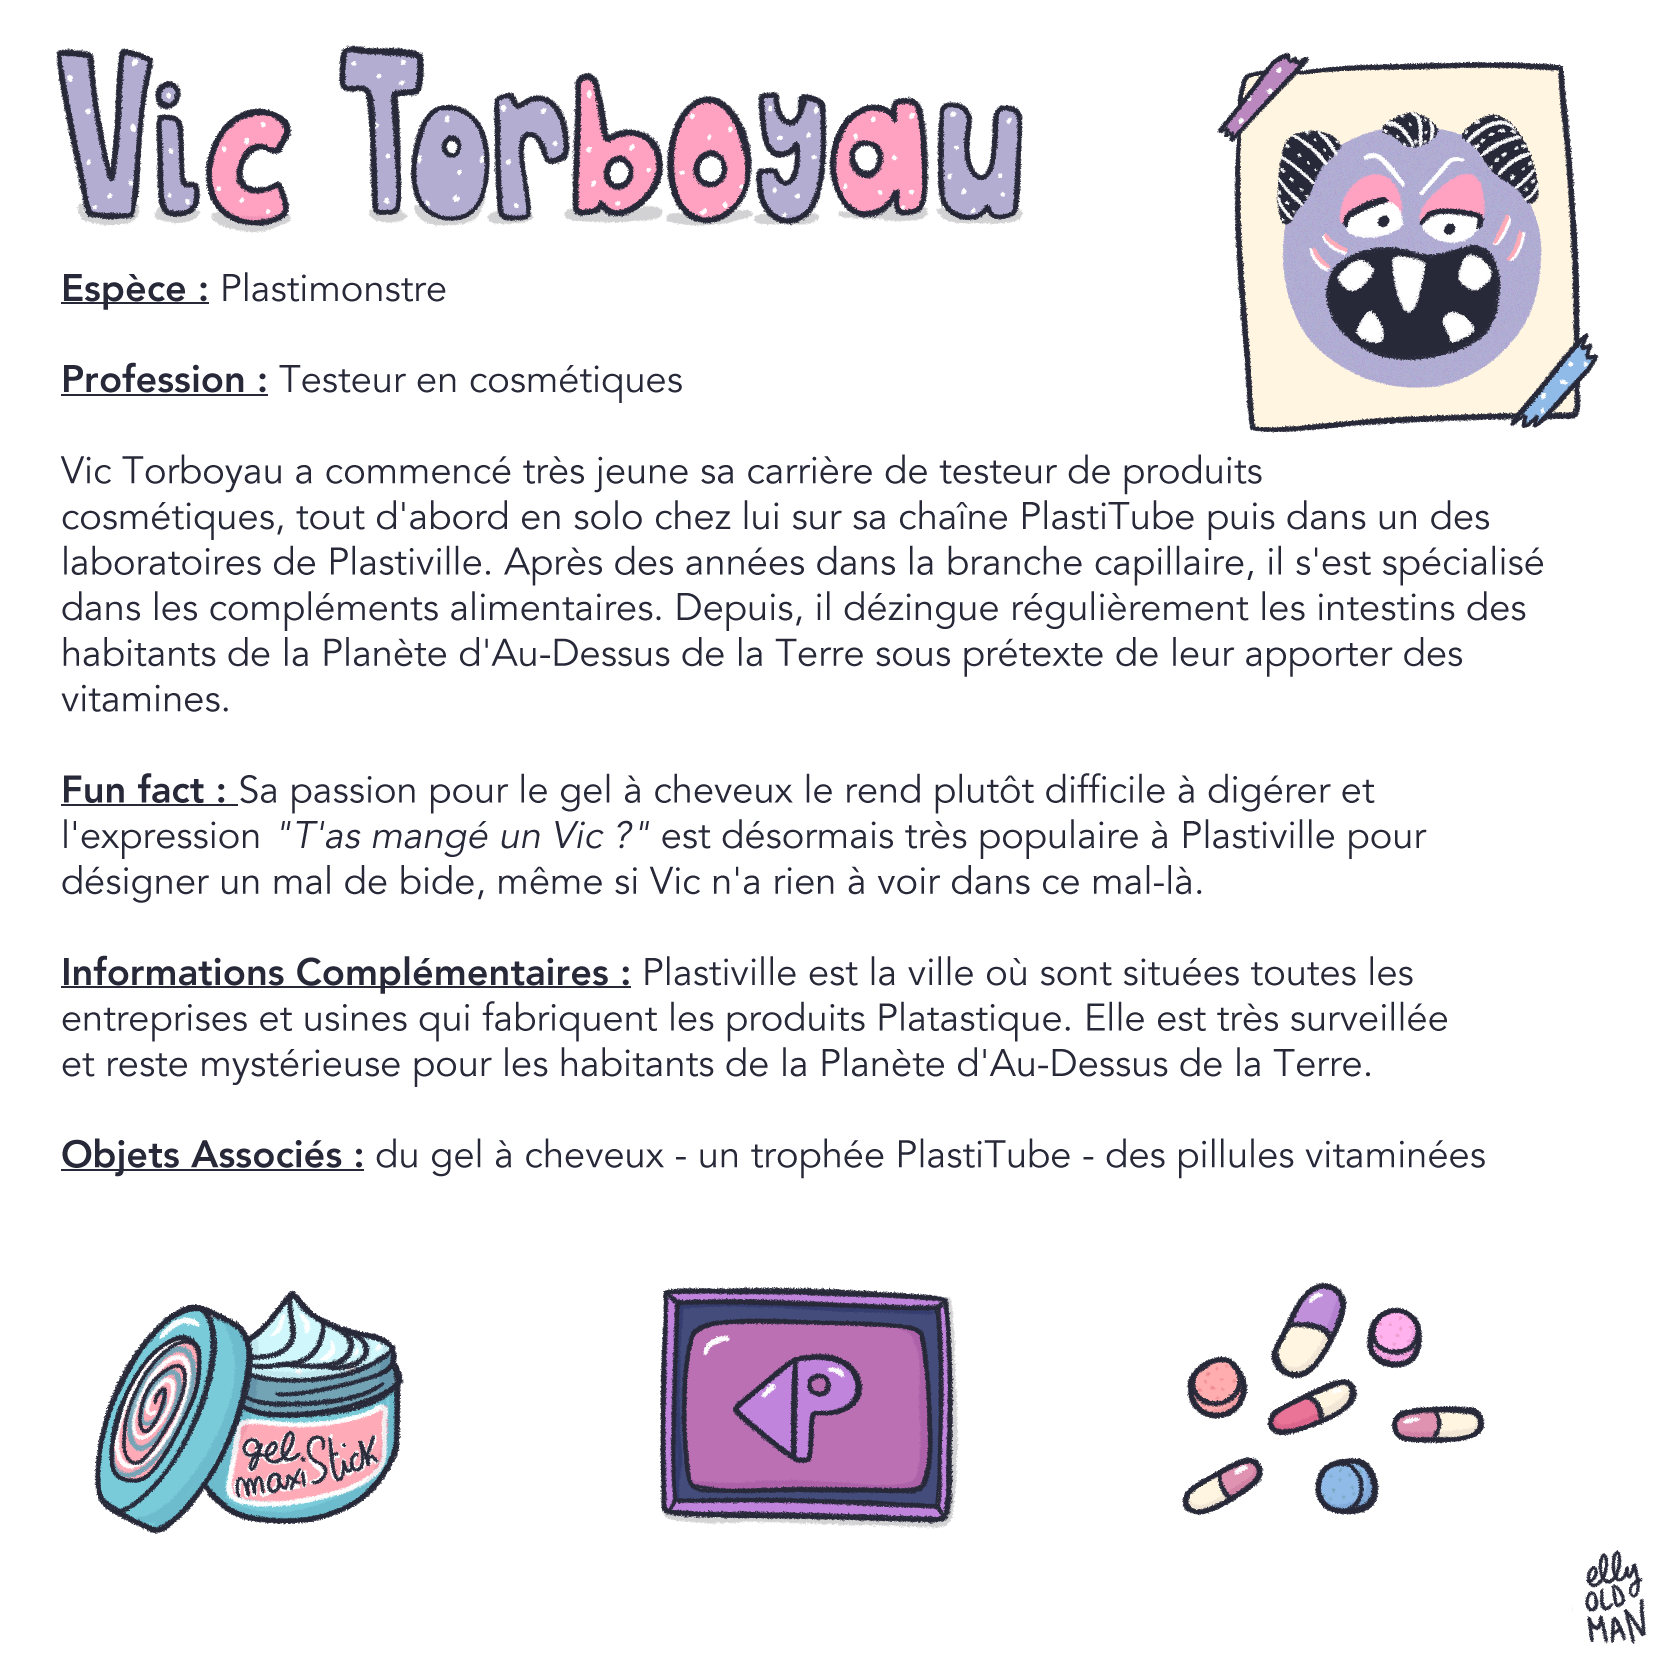 Vic Torboyau
Espèce : Plastimonstre
Profession : Testeur en cosmétiques
Vic Torboyau a commencé très jeune sa carrière de testeur de produits
cosmétiques, tout d'abord en solo chez lui sur sa chaîne PlastiTube puis dans un des
laboratoires de Plastiville. Après des années dans la branche capillaire, il s'est spécialisé
dans les compléments alimentaires. Depuis, il dézingue régulièrement les intestins des
habitants de la Planète d'Au-Dessus de la Terre sous prétexte de leur apporter des
vitamines.
Fun fact : Sa passion pour le gel à cheveux le rend plutôt difficile à digérer et
l'expression "T'as mangé un Vic ?" est désormais très populaire à Plastiville pour
désigner un mal de bide, même si Vic n'a rien à voir dans ce mal-là.
Informations Complémentaires : Plastiville est la ville où sont situées toutes les
entreprises et usines qui fabriquent les produits Platastique. Elle est très surveillée
et reste mystérieuse pour les habitants de la Planète d'Au-Dessus de la Terre.
Objets Associés : du gel à cheveux - un trophée PlastiTube - des pillules vitaminées
gel
maxi Stick
P
elly
OLD
MAN